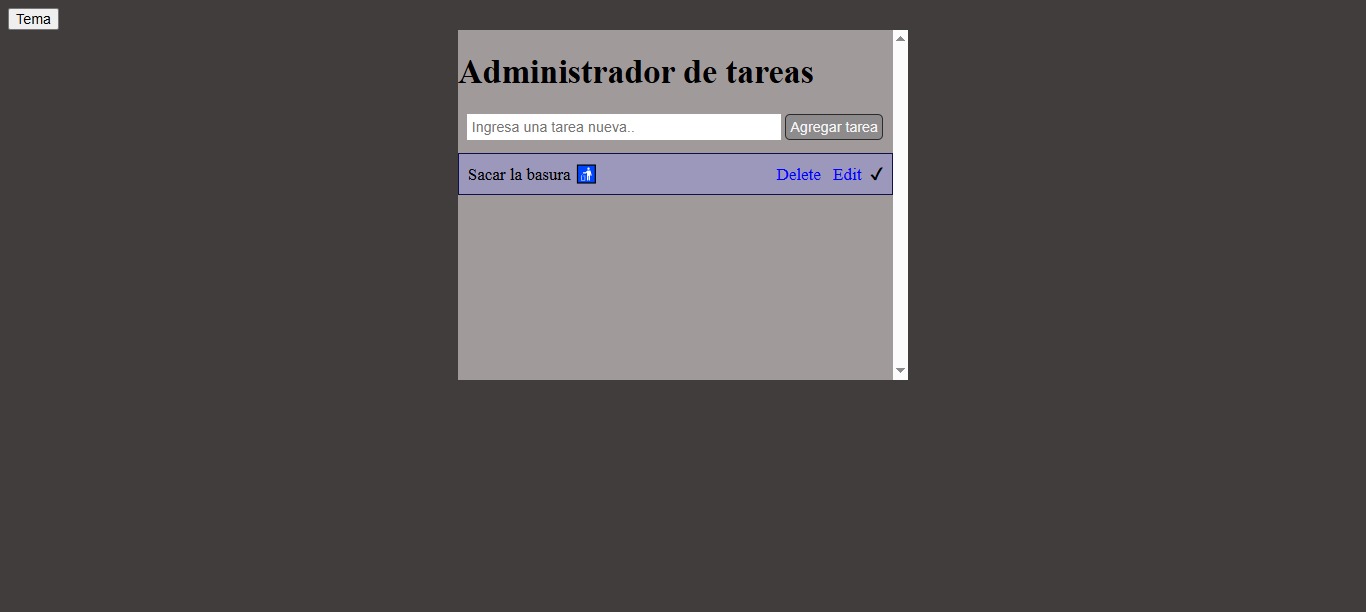 Tema
Administrador de tareas
Ingresa una tarea nueva.. Agregar tarea
Sacar la basura 🚮 Delete Edit ✔